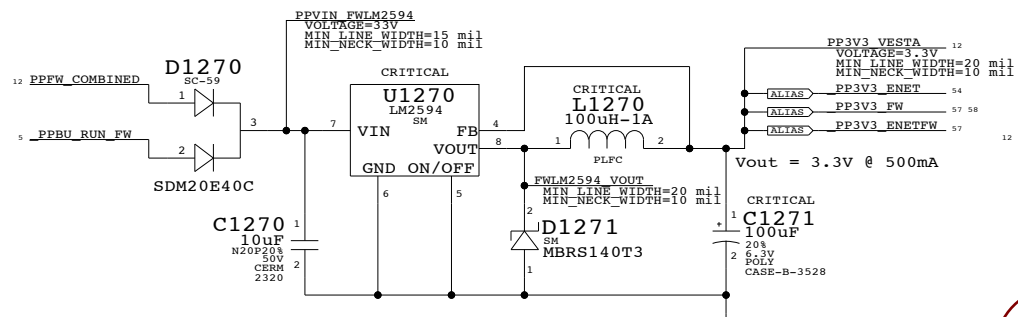 PPVIN_FWLM2594
VOLTAGE=33V
MIN_LINE_WIDTH=15 mil
MIN_NECK_WIDTH=10 mil
12 PPFW_COMBINED
D1270
SC-59
1
5 PPBU_RUN_FW
2
3
SDM20E40C
CRITICAL
U1270
LM2594
SM
7 VIN
FB 4
VOUT 8
GND ON/OFF
6
5
CRITICAL
L1270
100uH-1A
1
2
PLFC
PP3V3_VESTA 12
VOLTAGE=3.3V
MIN_LINE_WIDTH=20 mil
MIN_NECK_WIDTH=10 mil
ALIAS PP3V3_ENET 54
ALIAS PP3V3_FW 57 58
ALIAS PP3V3_ENETFW 57
12
Vout = 3.3V @ 500mA
FWLM2594_VOUT
MIN_LINE_WIDTH=20 mil
MIN_NECK_WIDTH=10 mil
C1270
10uF
N20P20%
50V
CERM
2320
1
2
2
D1271
SM
MBRS140T3
1
CRITICAL
1
+
C1271
100uF
20%
6.3V
POLY
CASE-B-3528
2